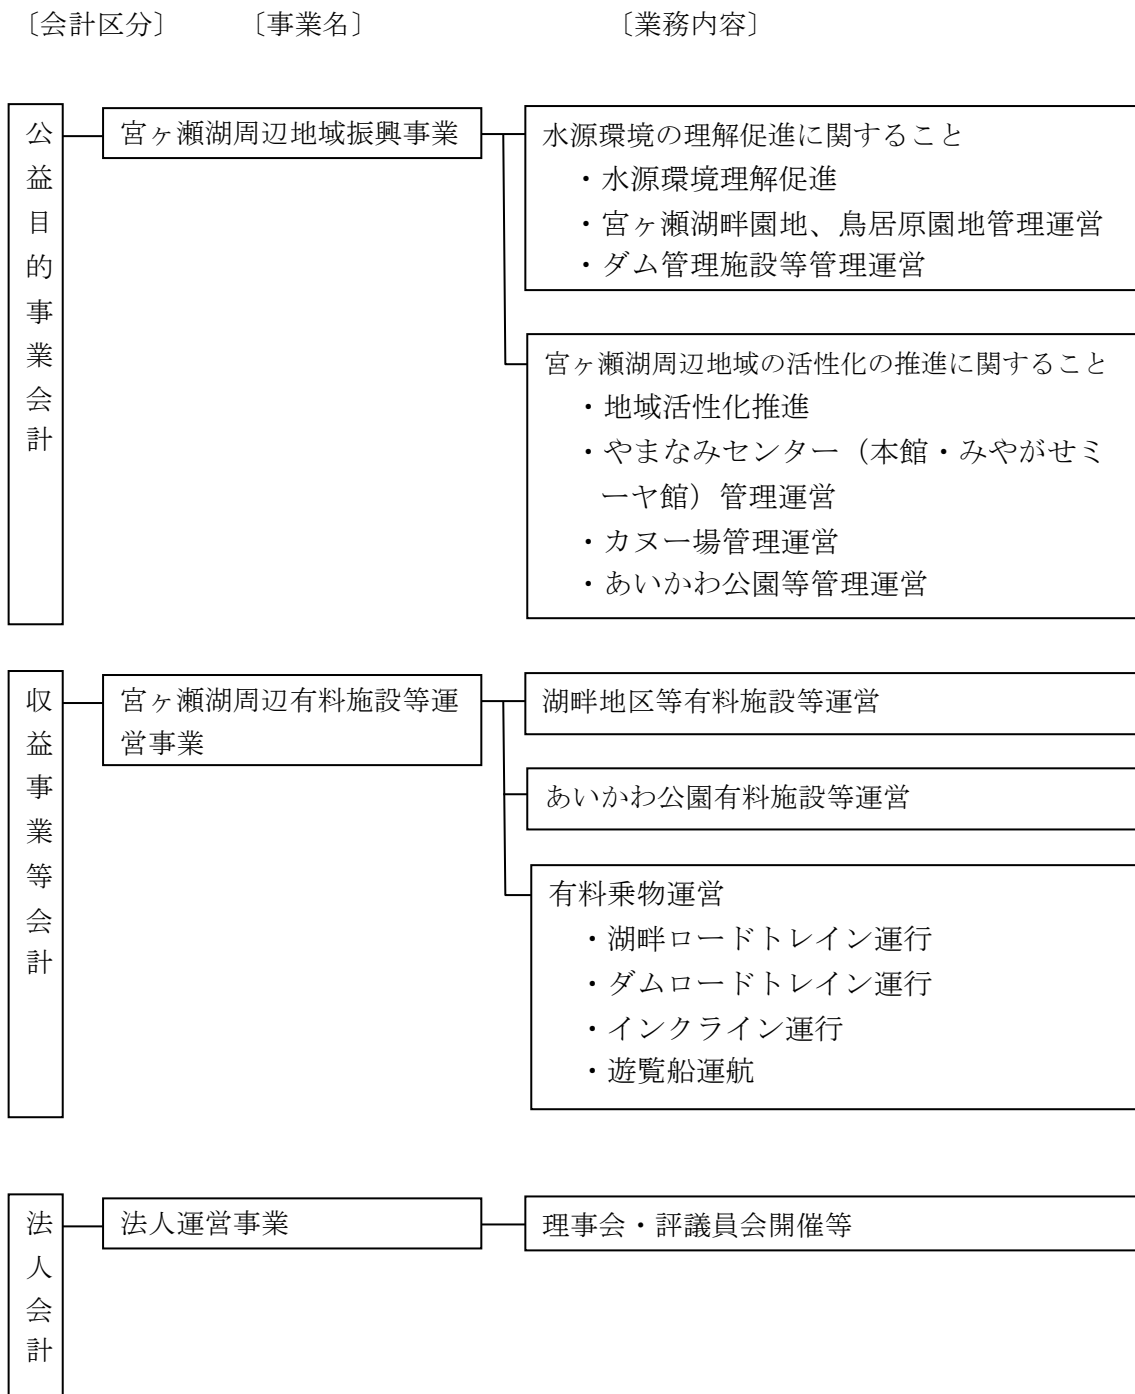 〔会計区分〕 〔事業名〕 〔業務内容〕
公益目的事業会計
宮ヶ瀬湖周辺地域振興事業
水源環境の理解促進に関すること
・水源環境理解促進
・宮ヶ瀬湖畔園地、鳥居原園地管理運営
・ダム管理施設等管理運営
宮ヶ瀬湖周辺地域の活性化の推進に関すること
・地域活性化推進
・やまなみセンター（本館・みやがせミ
ーヤ館）管理運営
・カヌー場管理運営
・あいかわ公園等管理運営
収益事業等会計
宮ヶ瀬湖周辺有料施設等運
営事業
湖畔地区等有料施設等運営
あいかわ公園有料施設等運営
有料乗物運営
・湖畔ロードトレイン運行
・ダムロードトレイン運行
・インクライン運行
・遊覧船運航
法人会計
法人運営事業
理事会・評議員会開催等